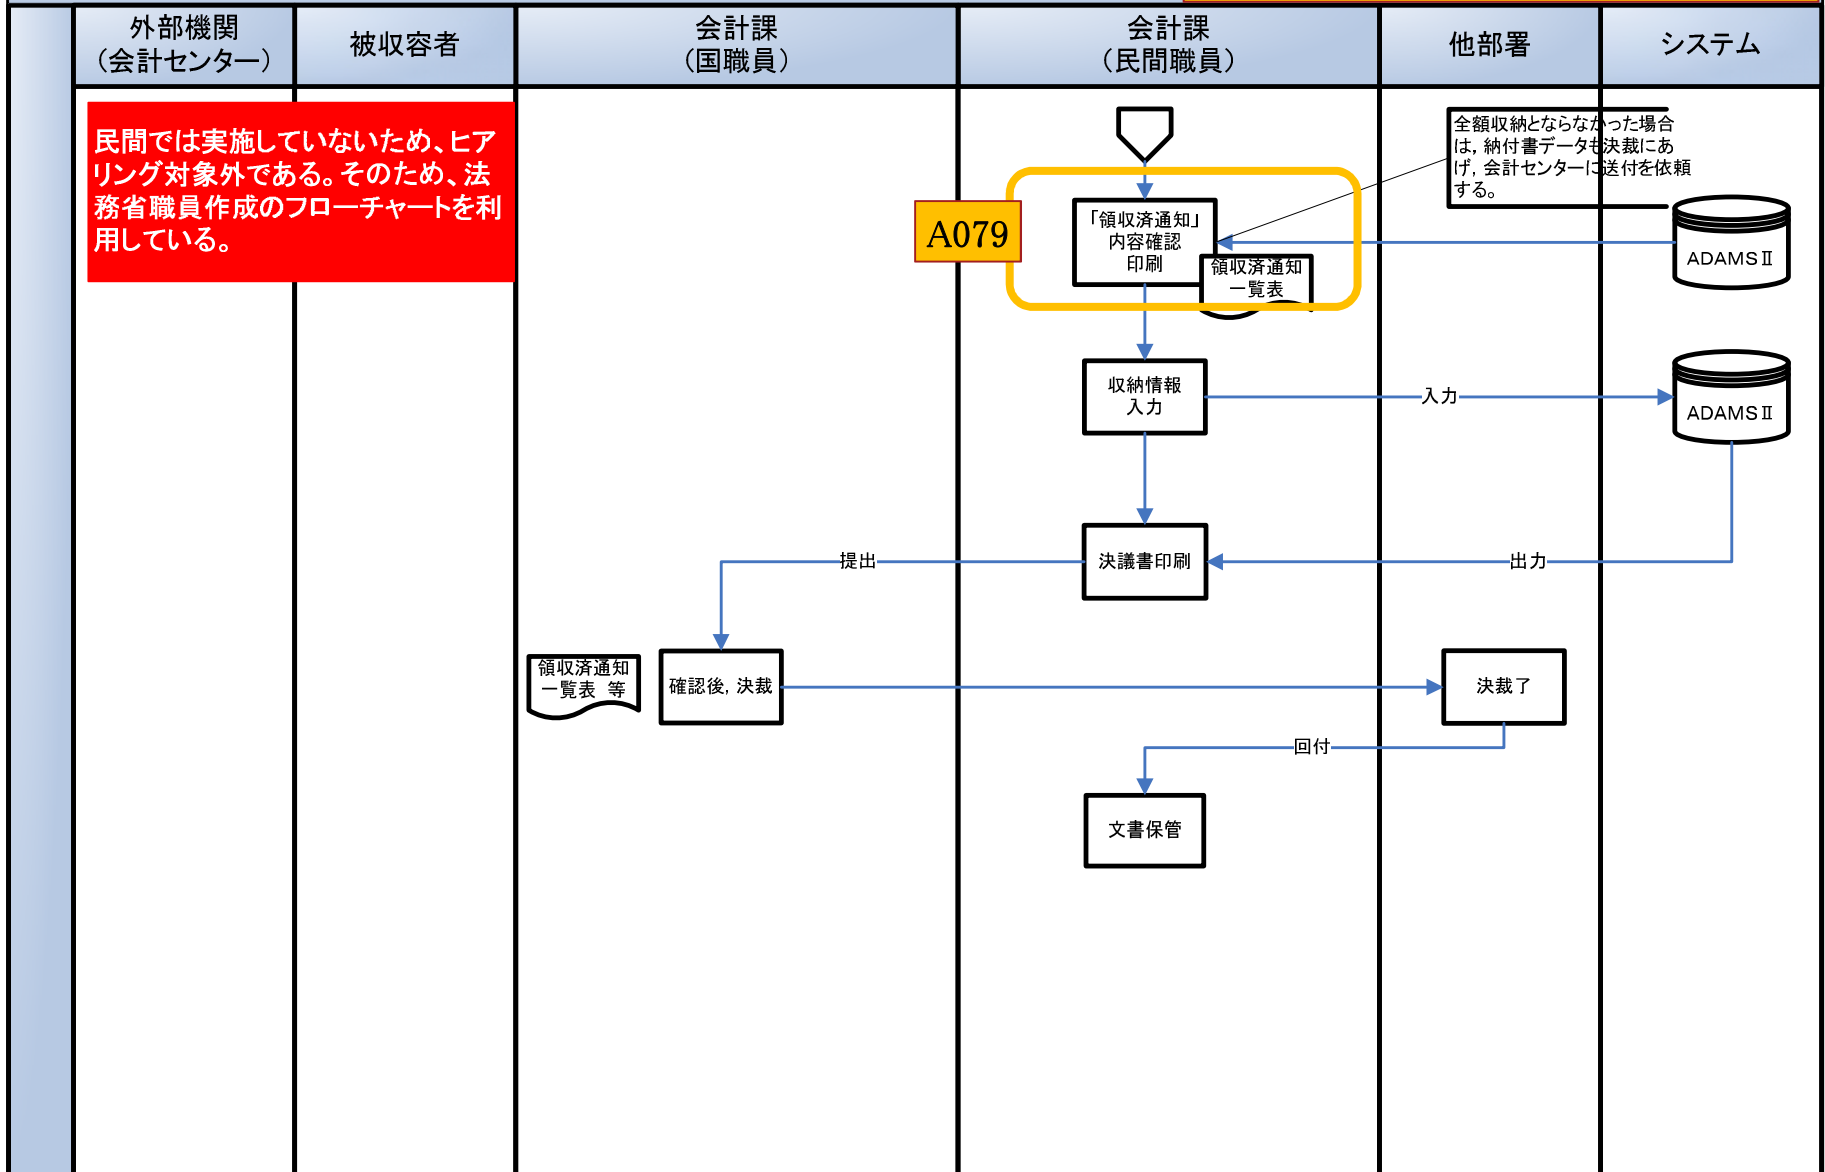 外部機関
（会計センター）
被収容者
会計課
（国職員）
会計課
（民間職員）
他部署
システム
民間では実施していないため、ヒア
リング対象外である。そのため、法
務省職員作成のフローチャートを利
用している。
全額収納とならなかった場合
は，納付書データも決裁にあ
げ，会計センターに送付を依頼
する。
A079
「領収済通知」
内容確認
印刷
領収済通知
一覧表
ADAMSⅡ
収納情報
入力
入力
ADAMSⅡ
提出
決議書印刷
出力
領収済通知
一覧表 等
確認後，決裁
決裁了
回付
文書保管